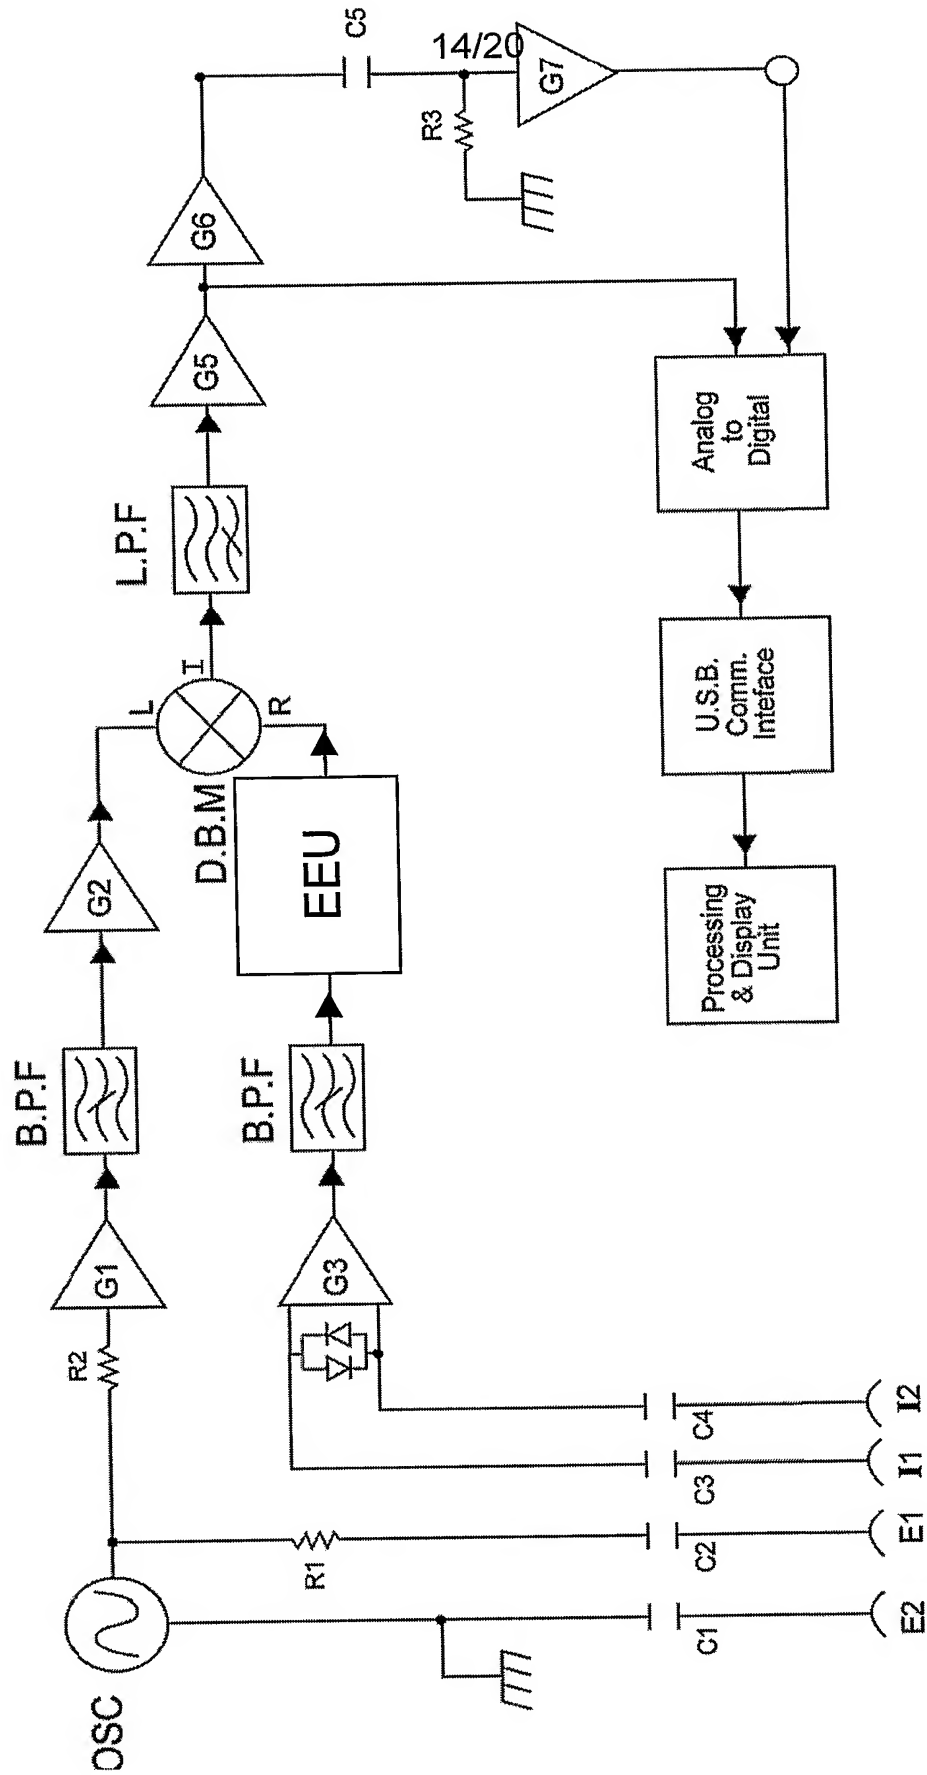 14/20
OSC
R2
G1
B.P.F
G2
L
I
R
D.B.M
L.P.F
G5
G6
C5
R3
G7
R1
G3
B.P.F
EEU
E2
E1
I1
I2
C1
C2
C3
C4
Processing
& Display
Unit
U.S.B.
Comm.
Inteface
Analog
to
Digital